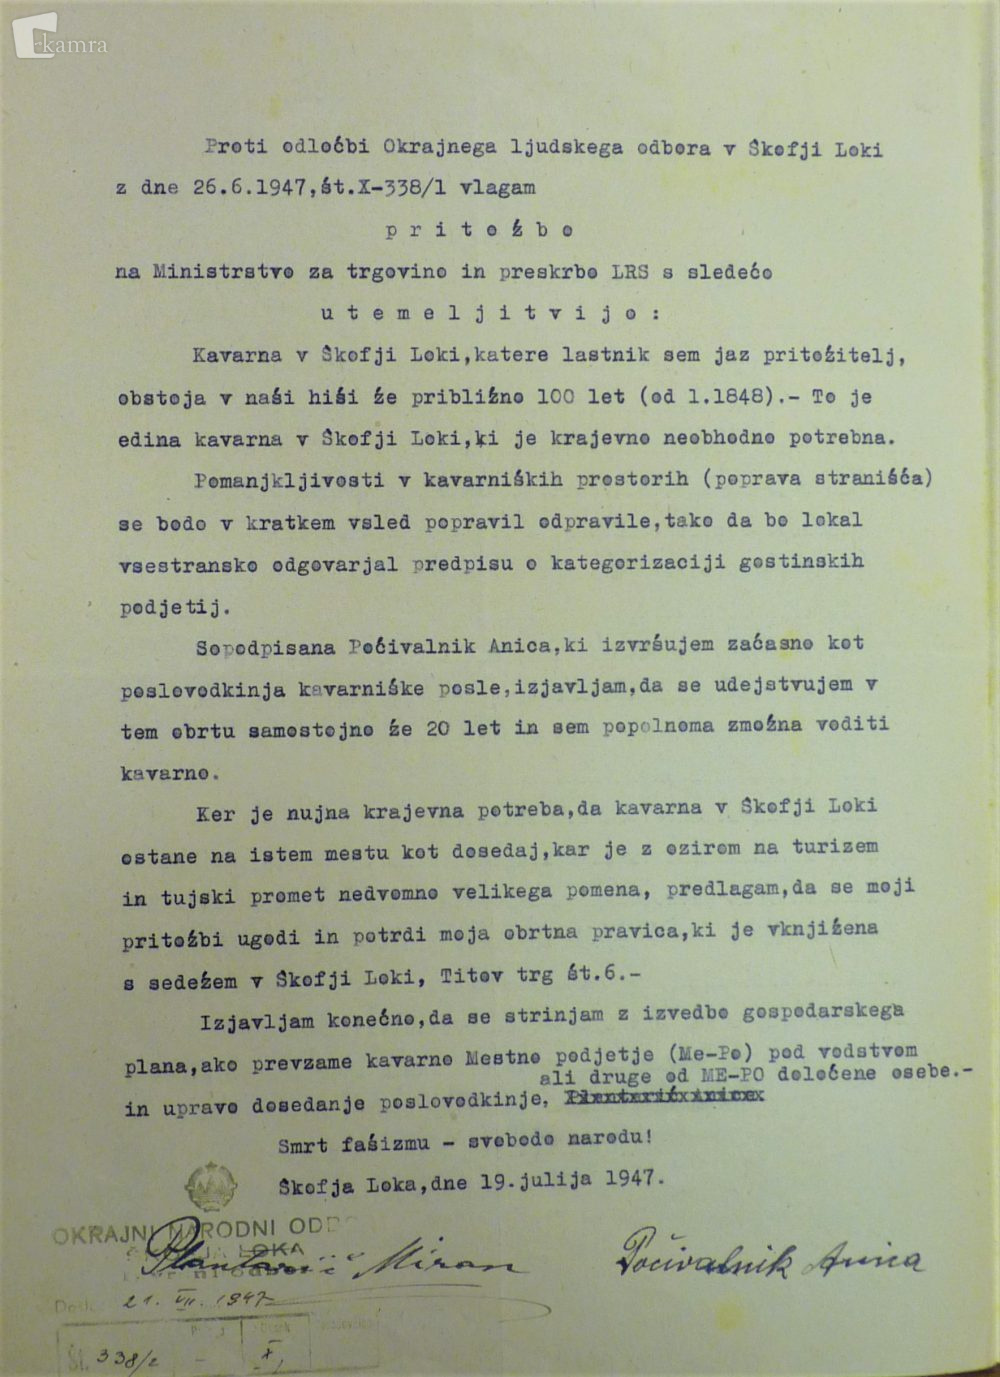 kamra
Proti odločbi Okrajnega ljudskega odbora v Škofji Loki
z dne 26.6.1947,št.X-338/1 vlagam
p r i t o ž b o
na Ministrstvo za trgovino in preskrbo LRS s sledečo
u t e m e l j i t v i j o :
Kavarna v Škofji Loki,katere lastnik sem jaz pritožitelj,
obstoja v naši hiši že približno 100 let (od 1.1848).- To je
edina kavarna v Škofji Loki,ki je krajevno neobhodno potrebna.
Pomanjkljivosti v kavarniških prostorih (poprava stranišča)
se bodo v kratkem vsled popravil odpravile,tako da bo lokal
vsestransko odgovarjal predpisu o kategorizaciji gostinskih
podjetij.
Sopodpisana Počivalnik Anica,ki izvršujem začasno kot
poslovodkinja kavarniške posle,izjavljam,da se udejstvujem v
tem obrtu samostojno že 20 let in sem popolnoma zmožna voditi
kavarno.
Ker je nujna krajevna potreba,da kavarna v Škofji Loki
ostane na istem mestu kot dosedaj,kar je z ozirom na turizem
in tujski promet nedvomno velikega pomena, predlagam,da se moji
pritožbi ugodi in potrdi moja obrtna pravica,ki je vknjižena
s sedežem v Škofji Loki, Titov trg št.6.-
Izjavljam konečno,da se strinjam z izvedbo gospodarskega
plana,ako prevzame kavarno Mestno podjetje (Me-Po) pod vodstvom
ali druge od ME-PO določene osebe.-
in upravo dosedanje poslovodkinje,
Smrt fašizmu - svobodo narodu!
Škofja Loka,dne 19.julija 1947.
OKRAJNI NARODNI ODBO
LOKA
Plantarič Miran
Počivalnik Anica
21. VII. 1947
Št. 338/2 - X/1